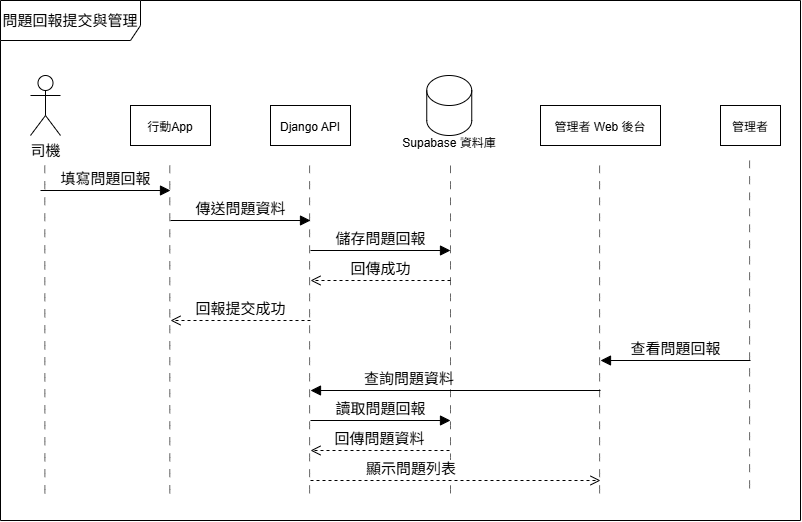 問題回報提交與管理
司機
行動App
Django API
Supabase 資料庫
管理者 Web 後台
管理者
填寫問題回報
傳送問題資料
儲存問題回報
回傳成功
回報提交成功
查看問題回報
查詢問題資料
讀取問題回報
回傳問題資料
顯示問題列表